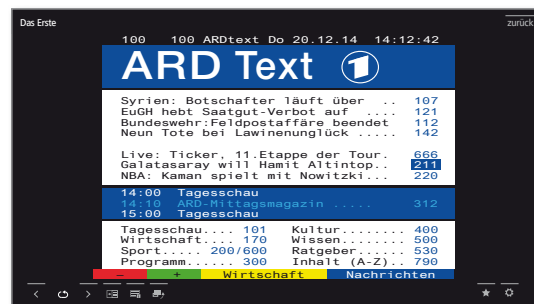 Das Erste
zurück
100 100 ARDtext Do 20.12.14 14:12:42
ARD Text 1
Syrien: Botschafter läuft über .. 107
EuGH hebt Saatgut-Verbot auf .... 121
Bundeswehr:Feldpostaffäre beendet 112
Neun Tote bei Lawinenunglück ..... 142
Live: Ticker, 11.Etappe der Tour. 666
Galatasaray will Hamit Altintop.. 211
NBA: Kaman spielt mit Nowitzki... 220
14:00 Tagesschau
14:10 ARD-Mittagsmagazin ..... 312
15:00 Tagesschau
Tagesschau.... 101 Kultur........ 400
Wirtschaft.... 170 Wissen........ 500
Sport..... 200/600 Ratgeber...... 530
Programm...... 300 Inhalt (A-Z).. 790
- + Wirtschaft Nachrichten